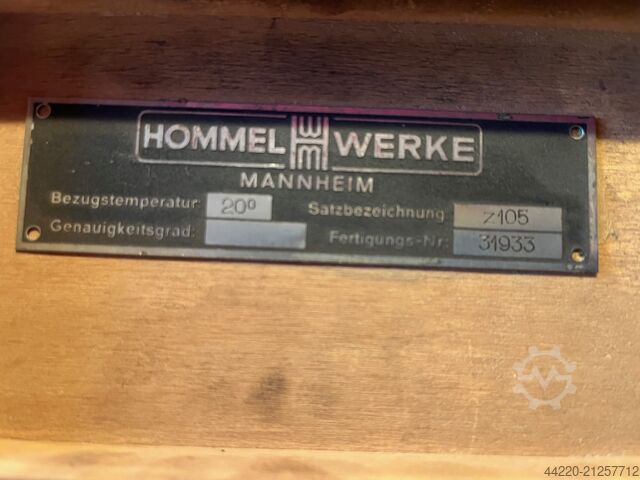 HOMMEL WERKE
MANNHEIM
Bezugstemperatur: 20° Satzbezeichnung z105
Genauigkeitsgrad: Fertigungs-Nr: 31933
44220-21257712